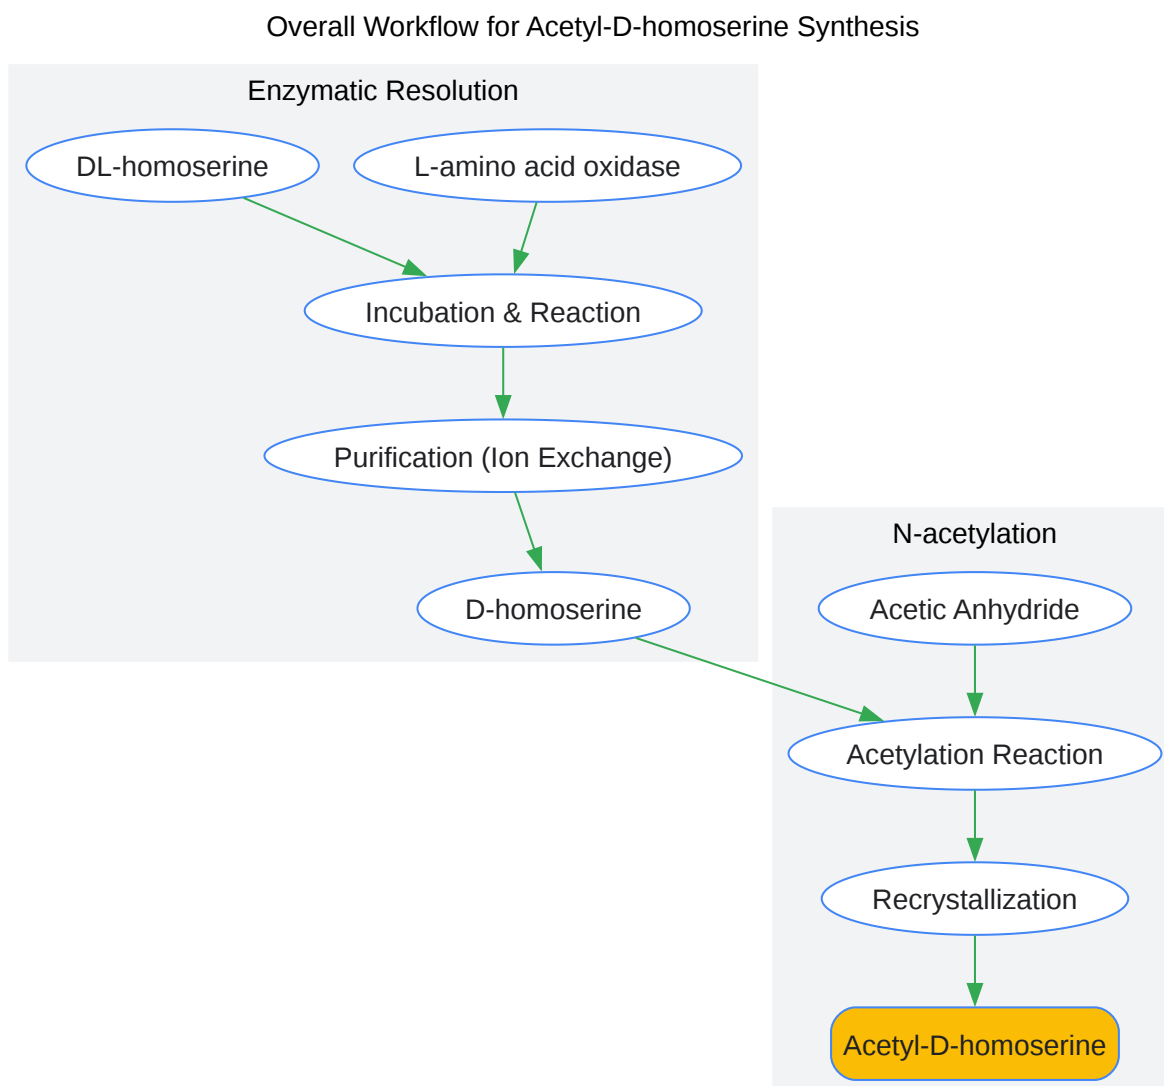 Overall Workflow for Acetyl-D-homoserine Synthesis
Enzymatic Resolution
DL-homoserine
L-amino acid oxidase
Incubation & Reaction
Purification (Ion Exchange)
D-homoserine
N-acetylation
Acetic Anhydride
Acetylation Reaction
Recrystallization
Acetyl-D-homoserine